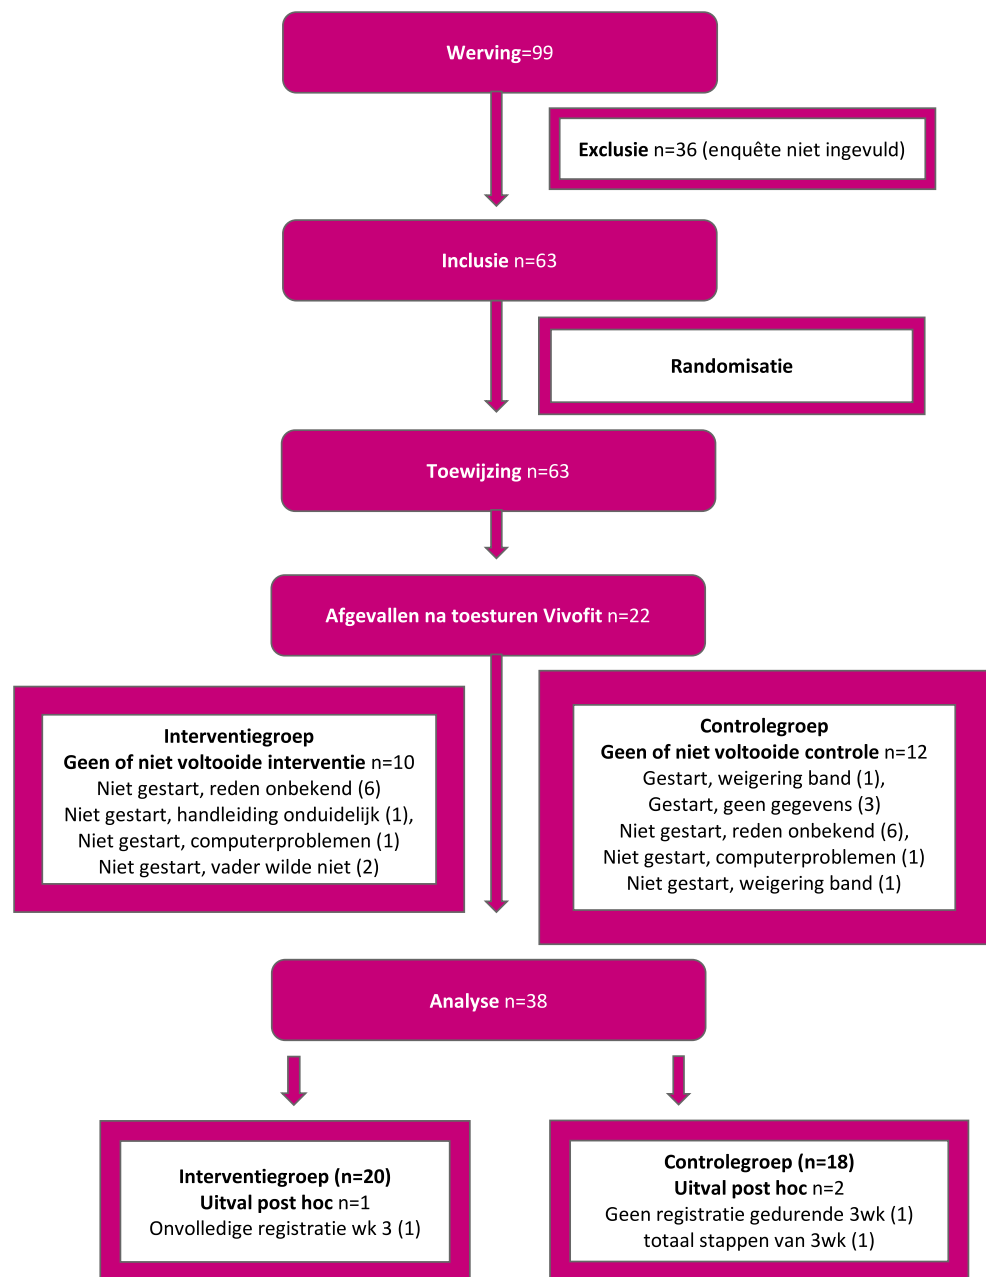 Werving=99
Exclusie n=36 (enquête niet ingevuld)
Inclusie n=63
Randomisatie
Toewijzing n=63
Afgevallen na toesturen Vivofit n=22
Interventiegroep
Geen of niet voltooide interventie n=10
Niet gestart, reden onbekend (6)
Niet gestart, handleiding onduidelijk (1),
Niet gestart, computerproblemen (1)
Niet gestart, vader wilde niet (2)
Controlegroep
Geen of niet voltooide controle n=12
Gestart, weigering band (1),
Gestart, geen gegevens (3)
Niet gestart, reden onbekend (6),
Niet gestart, computerproblemen (1)
Niet gestart, weigering band (1)
Analyse n=38
Interventiegroep (n=20)
Uitval post hoc n=1
Onvolledige registratie wk 3 (1)
Controlegroep (n=18)
Uitval post hoc n=2
Geen registratie gedurende 3wk (1)
totaal stappen van 3wk (1)